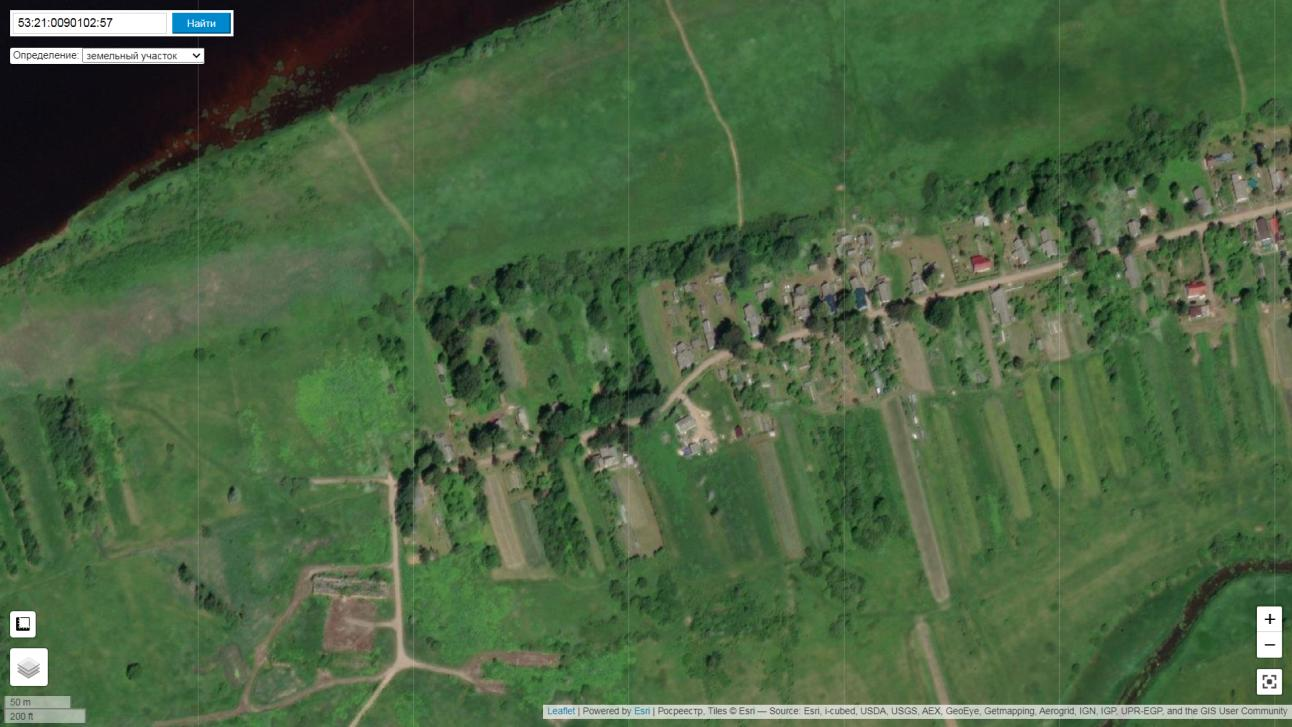 53:21:0090102:57
Найти
Определение: земельный участок
+
−
50 m
200 ft
Leaflet | Powered by Esri | Росреестр, Tiles © Esri — Source: Esri, i-cubed, USDA, USGS, AEX, GeoEye, Getmapping, Aerogrid, IGN, IGP, UPR-EGP, and the GIS User Community